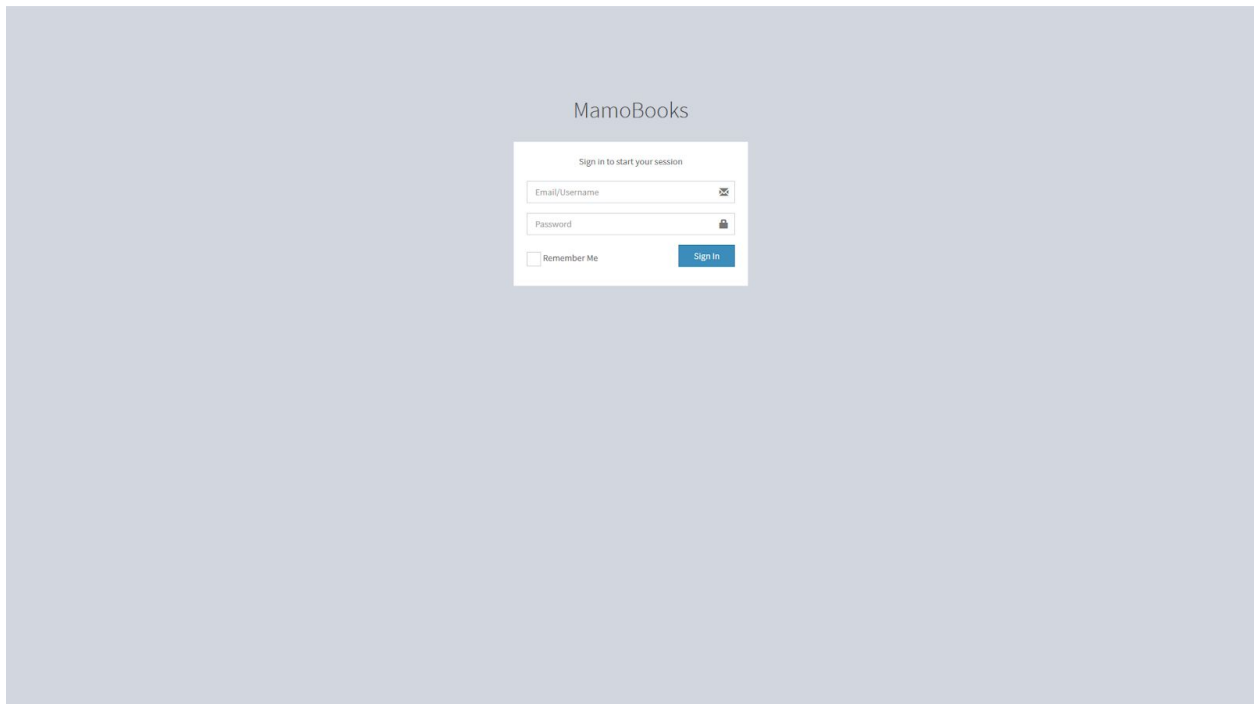 MamoBooks
Sign in to start your session
Email/Username
Password
Remember Me
Sign In